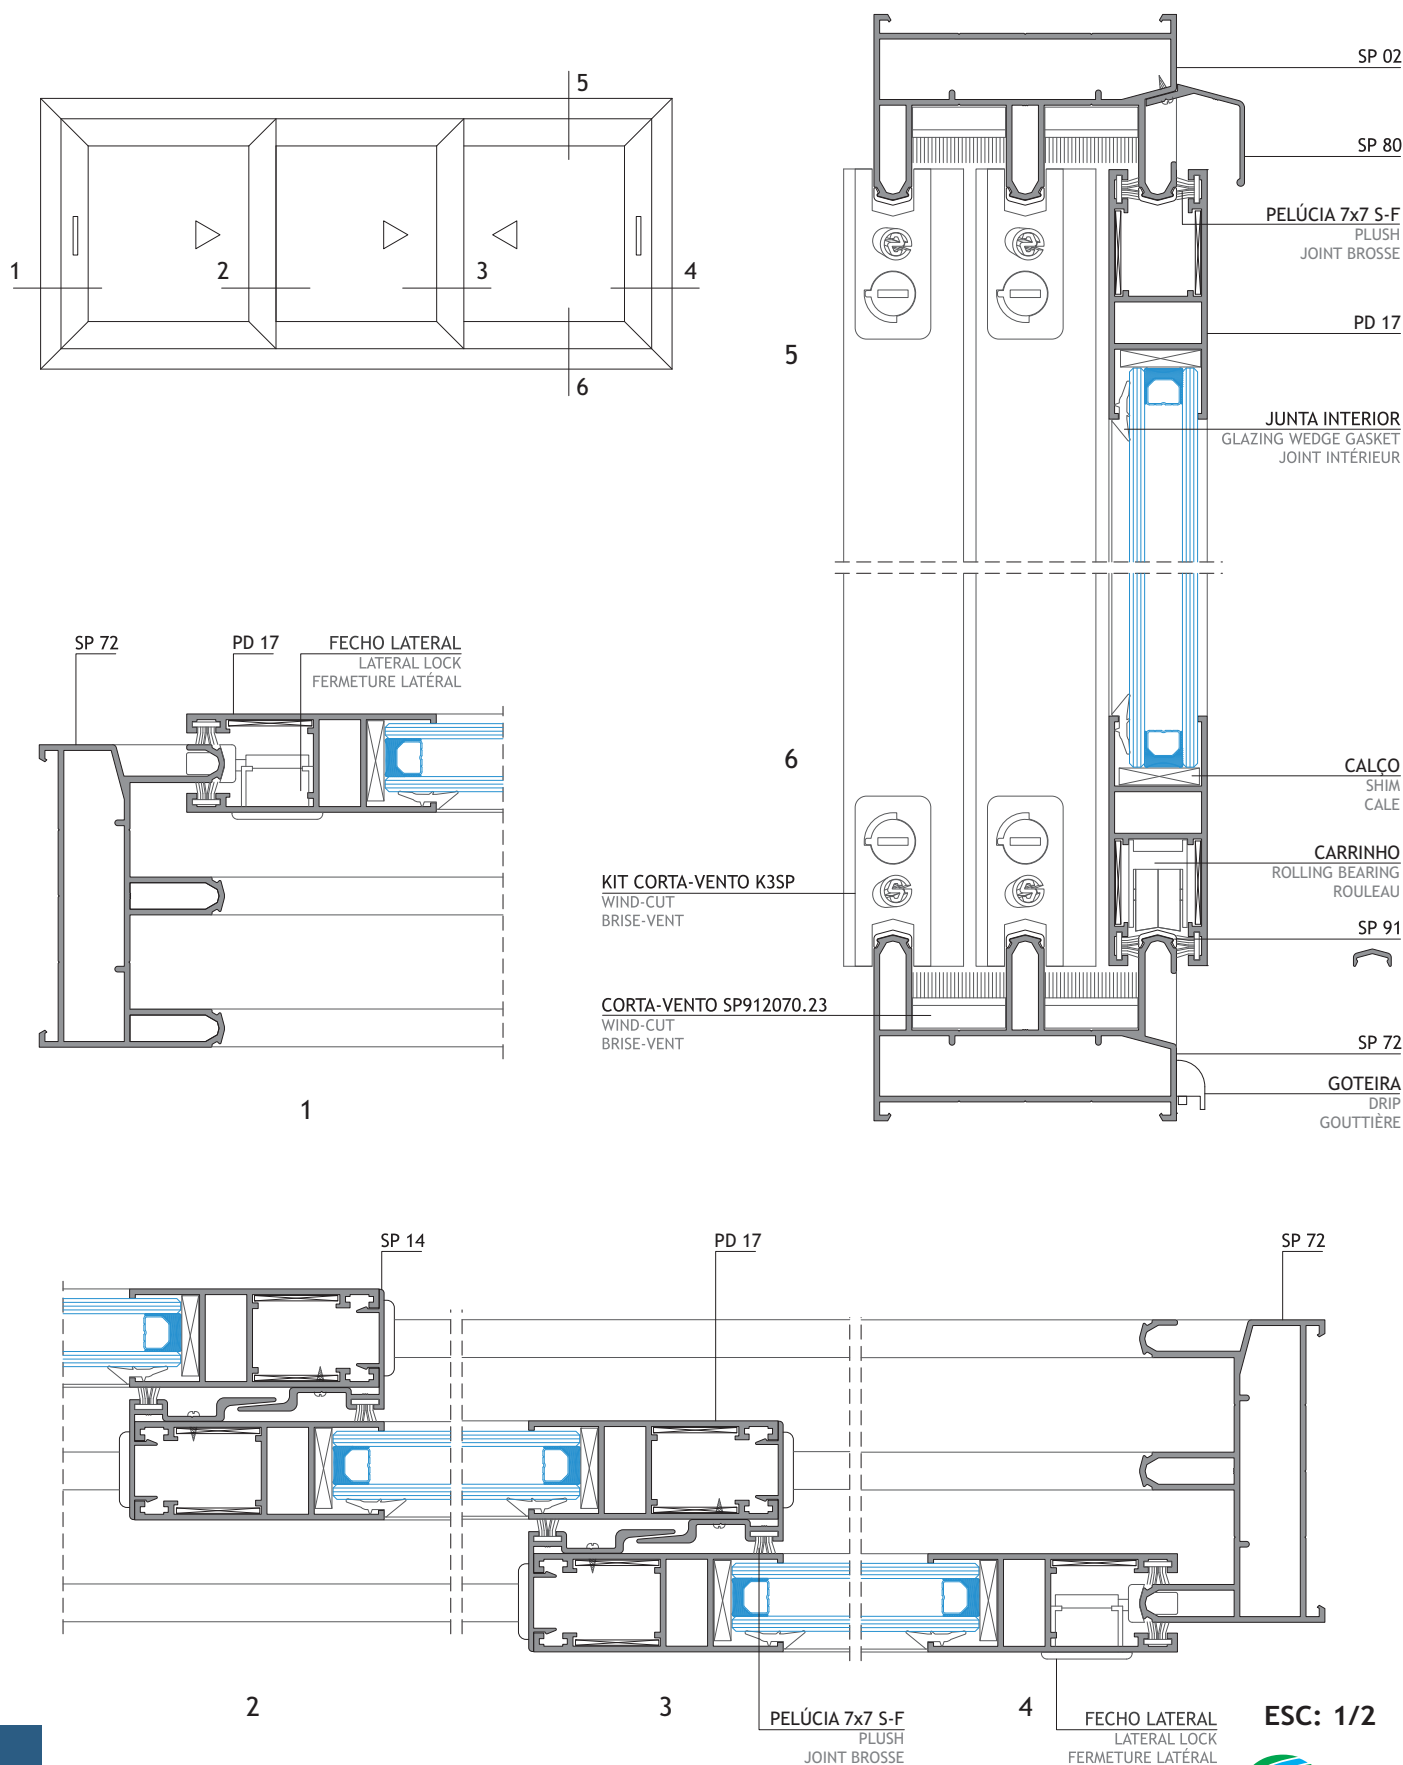 5
1
2
3
4
6
SP 02
SP 80
PELÚCIA 7x7 S-F
PLUSH
JOINT BROSSE
PD 17
5
JUNTA INTERIOR
GLAZING WEDGE GASKET
JOINT INTÉRIEUR
SP 72
PD 17
FECHO LATERAL
LATERAL LOCK
FERMETURE LATÉRAL
6
CALÇO
SHIM
CALE
CARRINHO
ROLLING BEARING
ROULEAU
KIT CORTA-VENTO K3SP
WIND-CUT
BRISE-VENT
SP 91
CORTA-VENTO SP912070.23
WIND-CUT
BRISE-VENT
SP 72
GOTEIRA
DRIP
GOUTTIÈRE
1
SP 14
PD 17
SP 72
2
3
4
PELÚCIA 7x7 S-F
PLUSH
JOINT BROSSE
FECHO LATERAL
LATERAL LOCK
FERMETURE LATÉRAL
ESC: 1/2